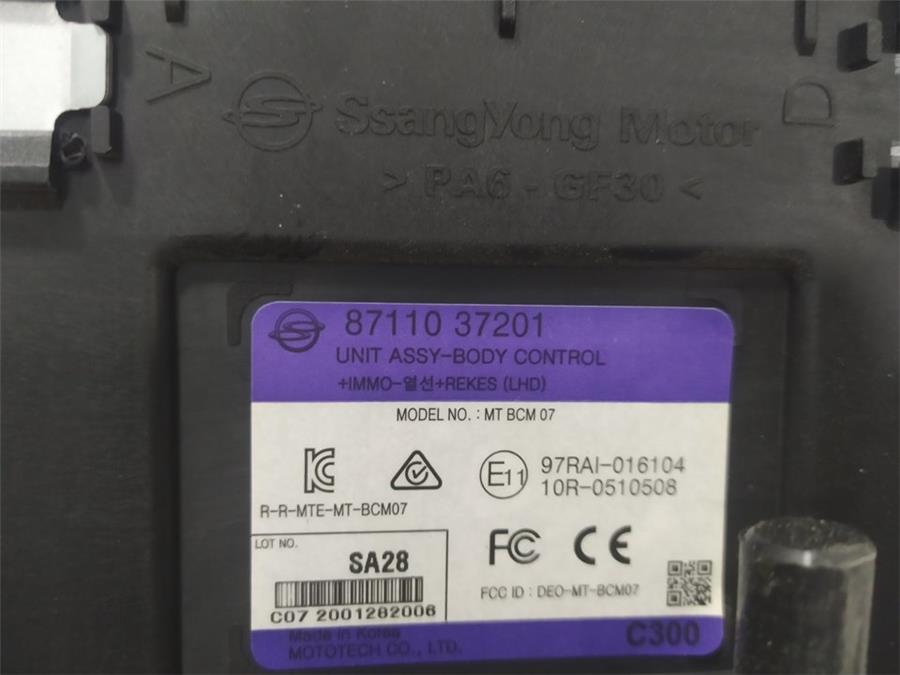 A
D
SsangYong Motor
> PA6 - GF30 <
87110 37201
UNIT ASSY-BODY CONTROL
+IMMO-열선+REKES (LHD)
MODEL NO. : MT BCM 07
E11
97RAI-016104
10R-0510508
R-R-MTE-MT-BCM07
LOT NO.
SA28
C07 2001282006
FC CE
FCC ID : DEO-MT-BCM07
Made in Korea
MOTOTECH CO., LTD.
C300